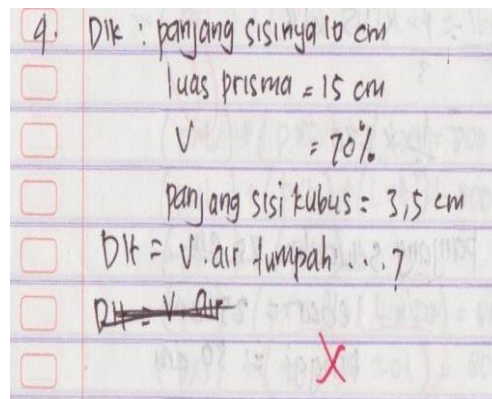 4. Dik : panjang sisinya 10 cm
luas prisma = 15 cm
V = 70%
panjang sisi kubus = 3,5 cm
Dit = V. air tumpah...?
Dit = V air